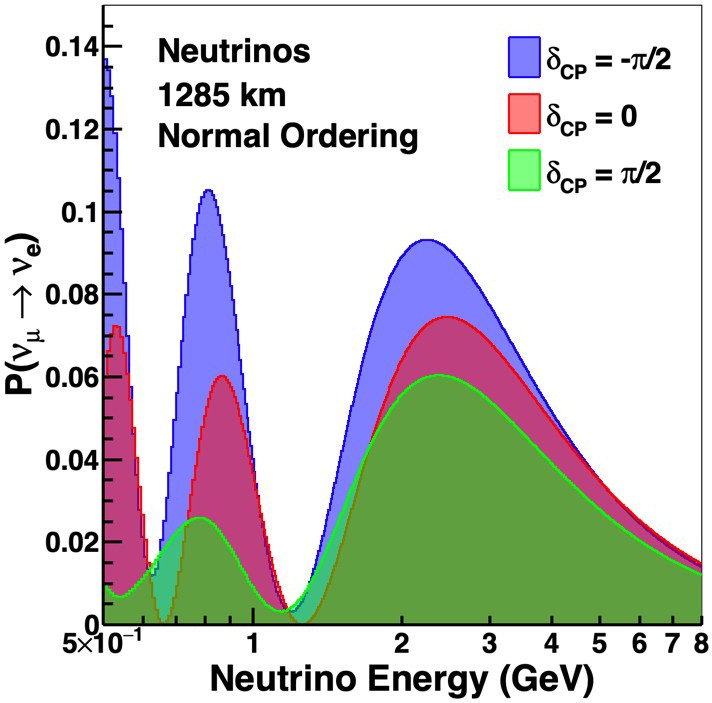 0.14
0.12
0.1
0.08
0.06
0.04
0.02
0
P(νμ → νe)
Neutrinos
1285 km
Normal Ordering
δCP = -π/2
δCP = 0
δCP = π/2
5×10⁻¹ 1 2 3 4 5 6 7 8
Neutrino Energy (GeV)